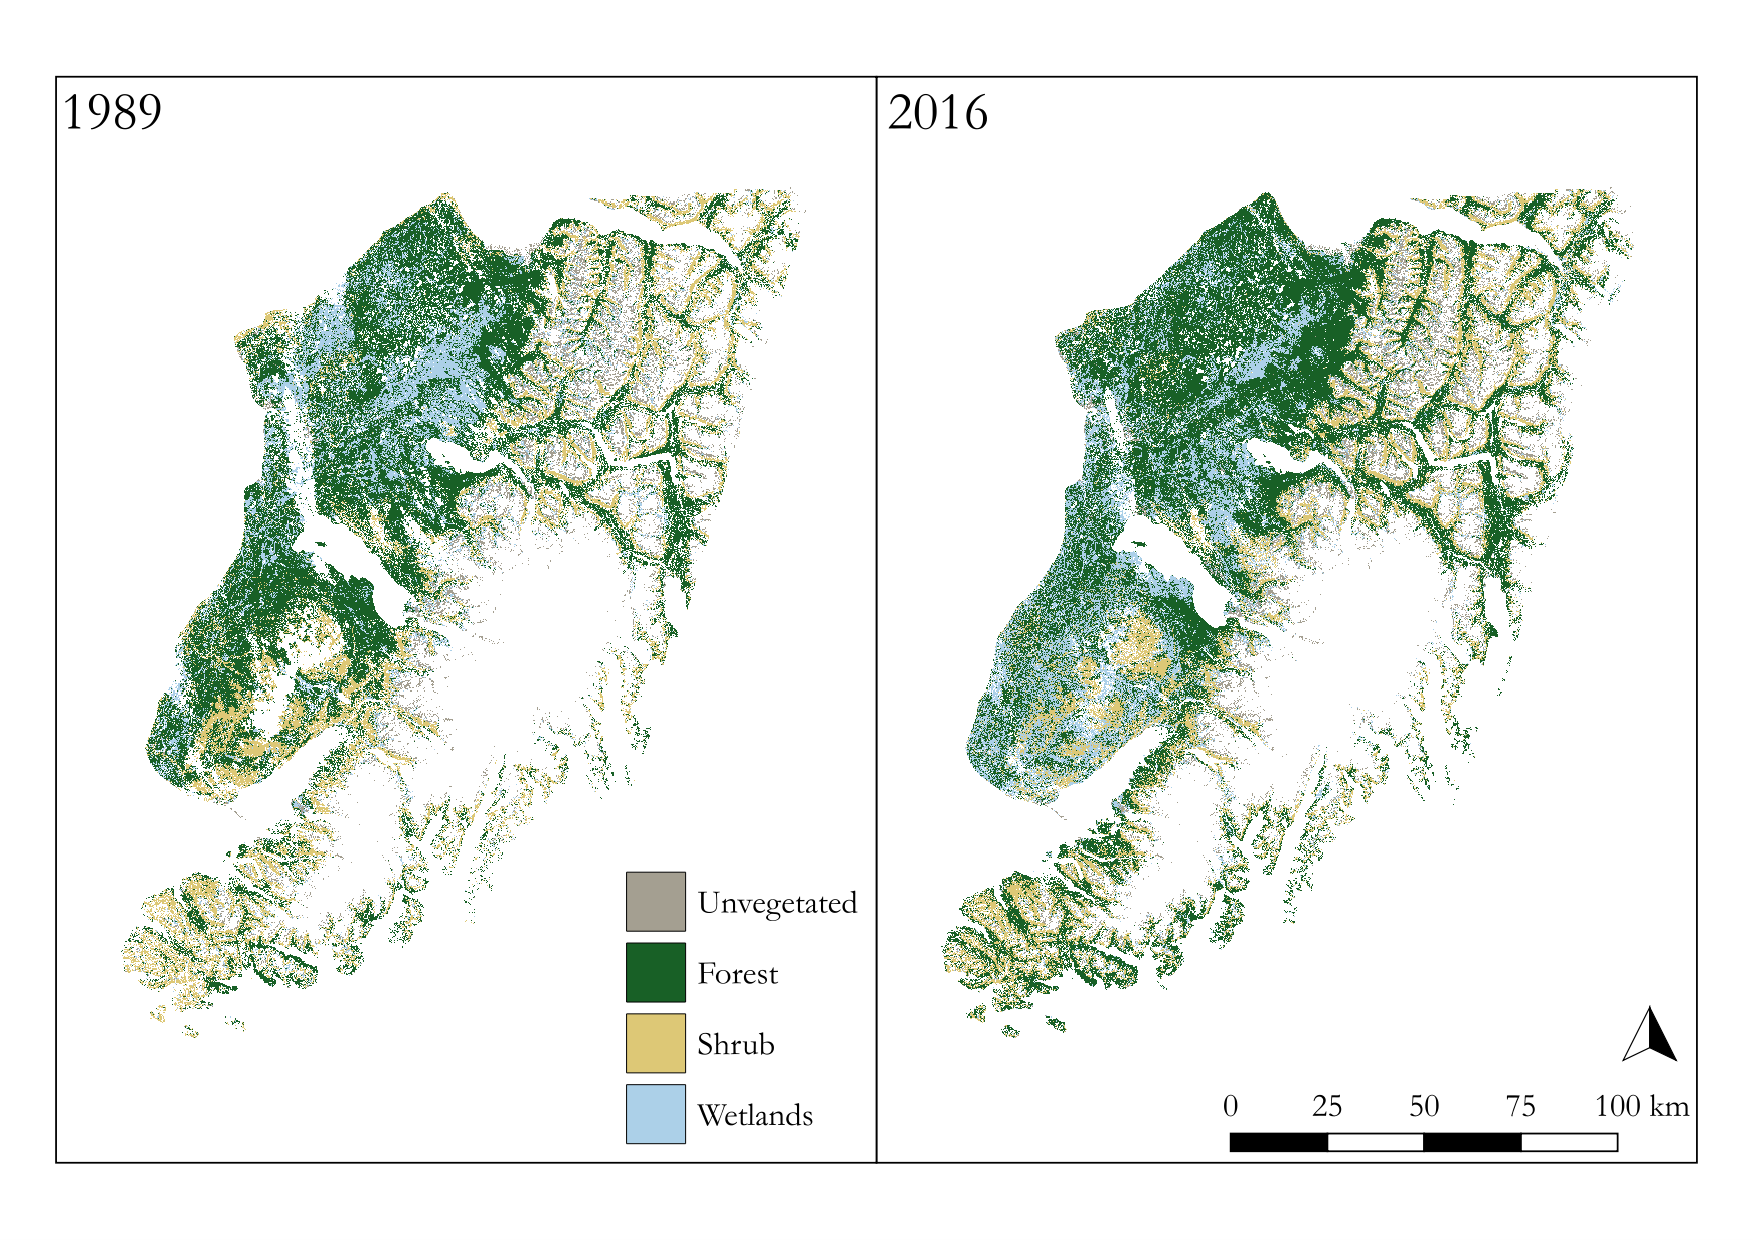 1989
2016
Unvegetated
Forest
Shrub
Wetlands
0 25 50 75 100 km